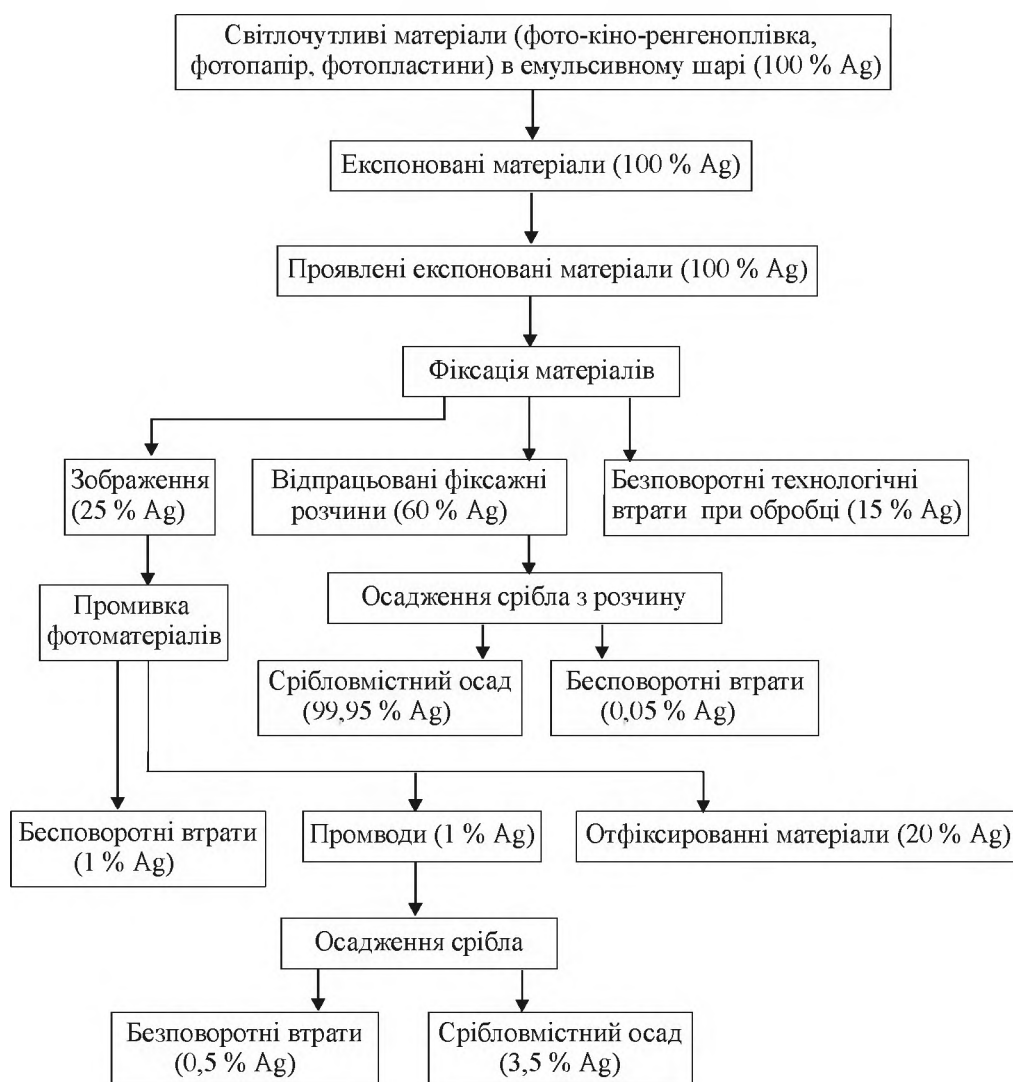 Світлочутливі матеріали (фото-кіно-ренгеноплівка,
фотопапір, фотопластини) в емульсивному шарі (100 % Ag)
Експоновані матеріали (100 % Ag)
Проявлені експоновані матеріали (100 % Ag)
Фіксація матеріалів
Зображення
(25 % Ag)
Відпрацьовані фіксажні
розчини (60 % Ag)
Безповоротні технологічні
втрати при обробці (15 % Ag)
Промивка
фотоматеріалів
Осадження срібла з розчину
Срібловмістний осад
(99,95 % Ag)
Бесповоротні втрати
(0,05 % Ag)
Бесповоротні втрати
(1 % Ag)
Промводи (1 % Ag)
Отфіксированні матеріали (20 % Ag)
Осадження срібла
Безповоротні втрати
(0,5 % Ag)
Срібловмістний осад
(3,5 % Ag)